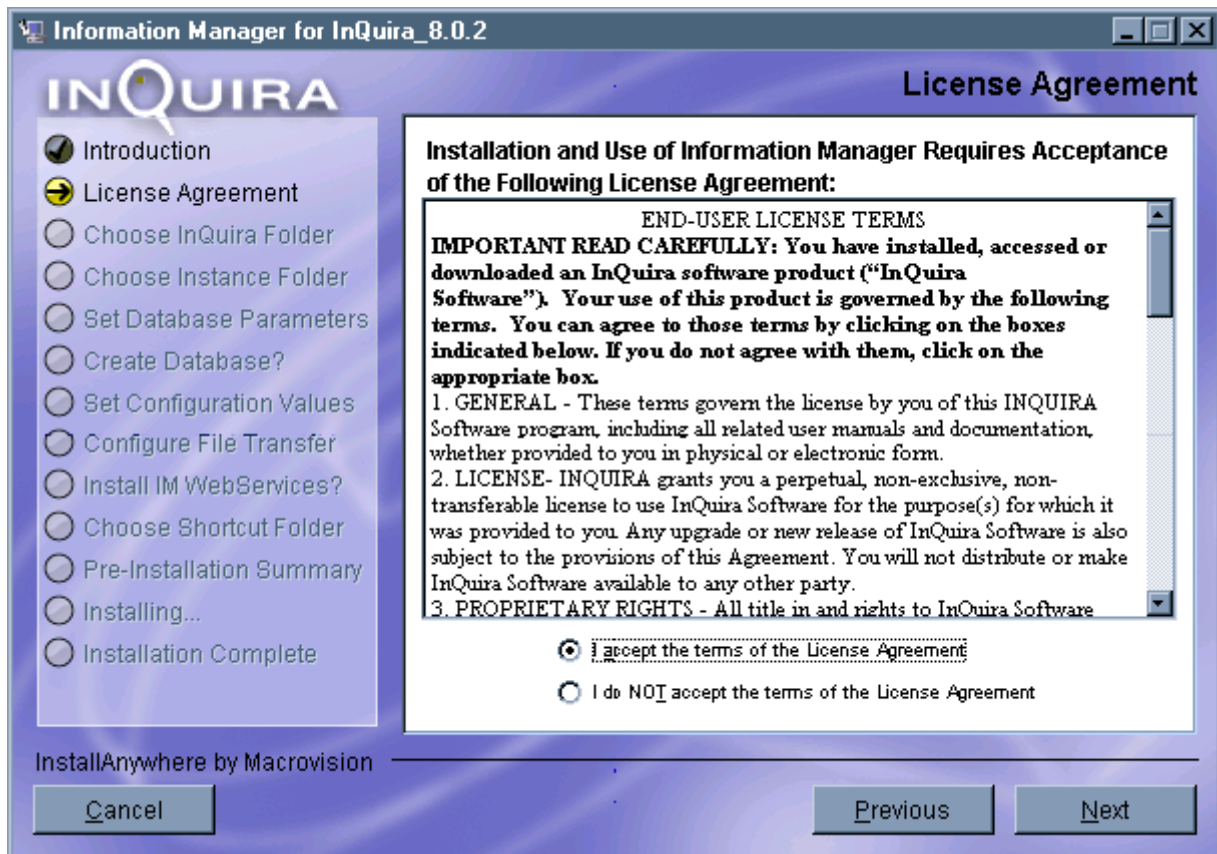 Information Manager for InQuira_8.0.2
INQUIRA
License Agreement
Introduction
License Agreement
Choose InQuira Folder
Choose Instance Folder
Set Database Parameters
Create Database?
Set Configuration Values
Configure File Transfer
Install IM WebServices?
Choose Shortcut Folder
Pre-Installation Summary
Installing...
Installation Complete
Installation and Use of Information Manager Requires Acceptance
of the Following License Agreement:
END-USER LICENSE TERMS
IMPORTANT READ CAREFULLY: You have installed, accessed or
downloaded an InQuira software product (“InQuira
Software”). Your use of this product is governed by the following
terms. You can agree to those terms by clicking on the boxes
indicated below. If you do not agree with them, click on the
appropriate box.
1. GENERAL - These terms govern the license by you of this INQUIRA
Software program, including all related user manuals and documentation,
whether provided to you in physical or electronic form.
2. LICENSE- INQUIRA grants you a perpetual, non-exclusive, non-
transferable license to use InQuira Software for the purpose(s) for which it
was provided to you. Any upgrade or new release of InQuira Software is also
subject to the provisions of this Agreement. You will not distribute or make
InQuira Software available to any other party.
3. PROPRIETARY RIGHTS - All title in and rights to InQuira Software
I accept the terms of the License Agreement
I do NOT accept the terms of the License Agreement
InstallAnywhere by Macrovision
Cancel
Previous
Next